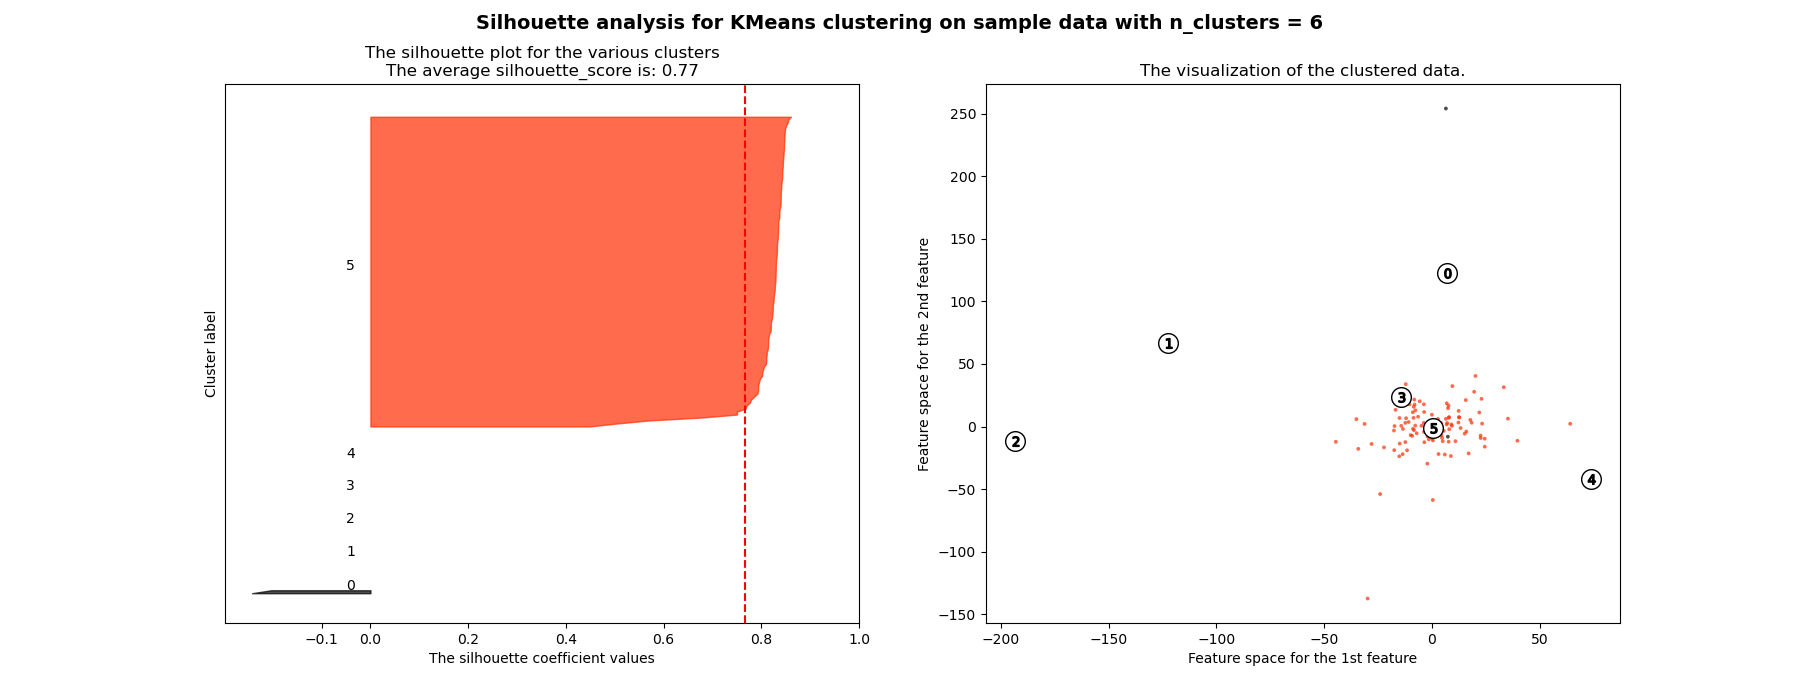 Silhouette analysis for KMeans clustering on sample data with n_clusters = 6
The silhouette plot for the various clusters
The average silhouette_score is: 0.77
Cluster label
5
4
3
2
1
0
−0.1 0.0 0.2 0.4 0.6 0.8 1.0
The silhouette coefficient values
The visualization of the clustered data.
Feature space for the 2nd feature
250
200
150
100
50
0
−50
−100
−150
0
1
3
5
2
4
−200 −150 −100 −50 0 50
Feature space for the 1st feature